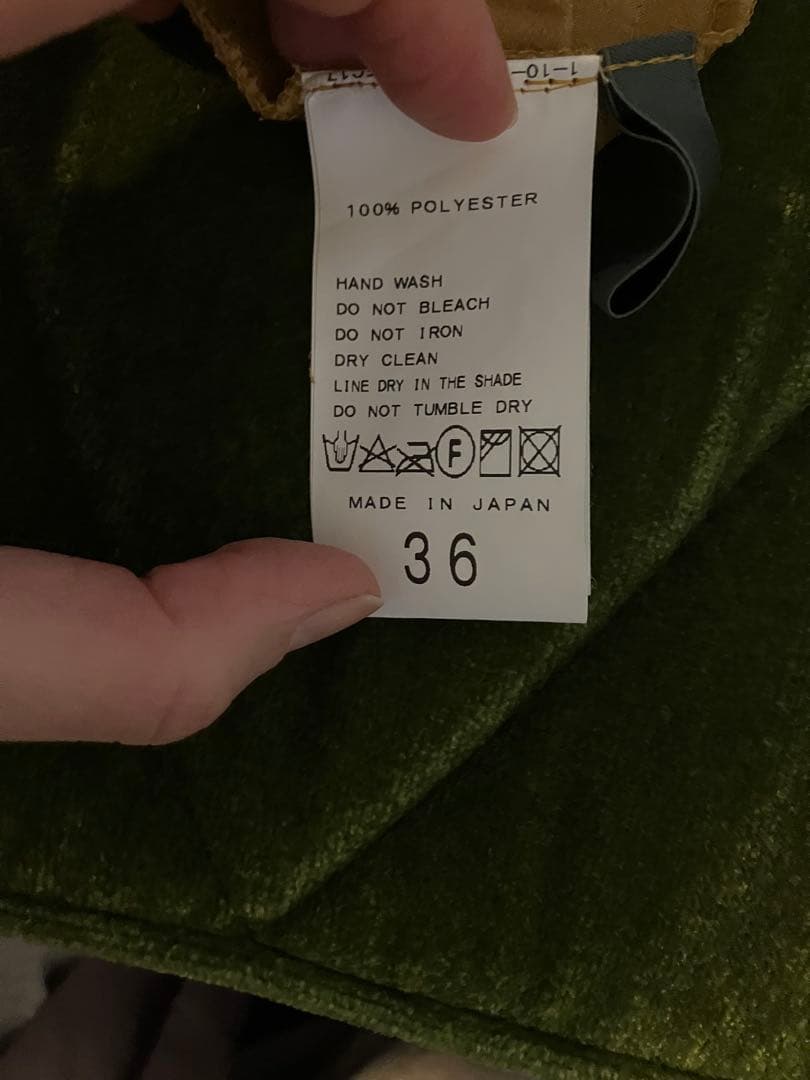 100% POLYESTER
HAND WASH
DO NOT BLEACH
DO NOT IRON
DRY CLEAN
LINE DRY IN THE SHADE
DO NOT TUMBLE DRY
F
MADE IN JAPAN
36